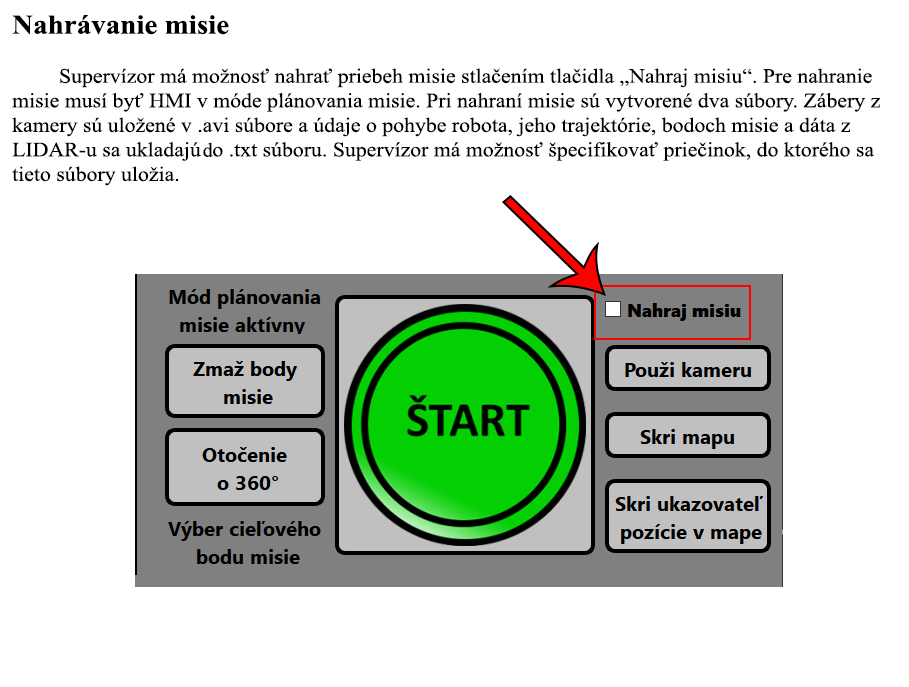 Nahrávanie misie
Supervízor má možnosť nahrať priebeh misie stlačením tlačidla „Nahraj misiu“. Pre nahranie
misie musí byť HMI v móde plánovania misie. Pri nahraní misie sú vytvorené dva súbory. Zábery z
kamery sú uložené v .avi súbore a údaje o pohybe robota, jeho trajektórie, bodoch misie a dáta z
LIDAR-u sa ukladajú do .txt súboru. Supervízor má možnosť špecifikovať priečinok, do ktorého sa
tieto súbory uložia.
Mód plánovania
misie aktívny
Zmaž body
misie
Otočenie
o 360°
Výber cieľového
bodu misie
ŠTART
Nahraj misiu
Použi kameru
Skri mapu
Skri ukazovateľ
pozície v mape